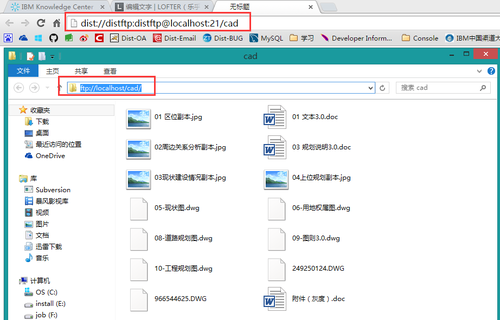 IBM Knowledge Center
编辑文字 | LOFTER (乐乎
无标题
dist://distftp:distftp@localhost:21/cad
百度
Dist-OA
Dist-Email
Dist-BUG
MySQL
学习
Developer Inform...
IBM中国渠道大
cad
文件
主页
共享
查看
ftp://localhost/cad/
搜索 cad
收藏夹
下载
桌面
最近访问的位置
OneDrive
库
Subversion
暴风影视库
视频
图片
文档
迅雷下载
音乐
计算机
OS (C:)
install (E:)
job (F:)
01 区位副本.jpg
01 文本3.0.doc
02周边关系分析副本.jpg
03 规划说明3.0.doc
03现状建设情况副本.jpg
04上位规划副本.jpg
05-现状图.dwg
06-用地权属图.dwg
08-道路规划图.dwg
09-图则3.0.dwg
10-工程规划图.dwg
249250124.DWG
966544625.DWG
附件（灰度）.doc